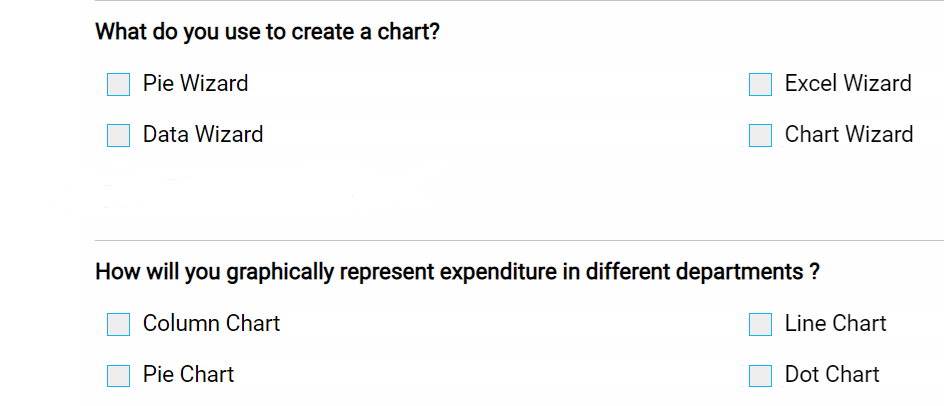 What do you use to create a chart?
Pie Wizard
Excel Wizard
Data Wizard
Chart Wizard
How will you graphically represent expenditure in different departments ?
Column Chart
Line Chart
Pie Chart
Dot Chart